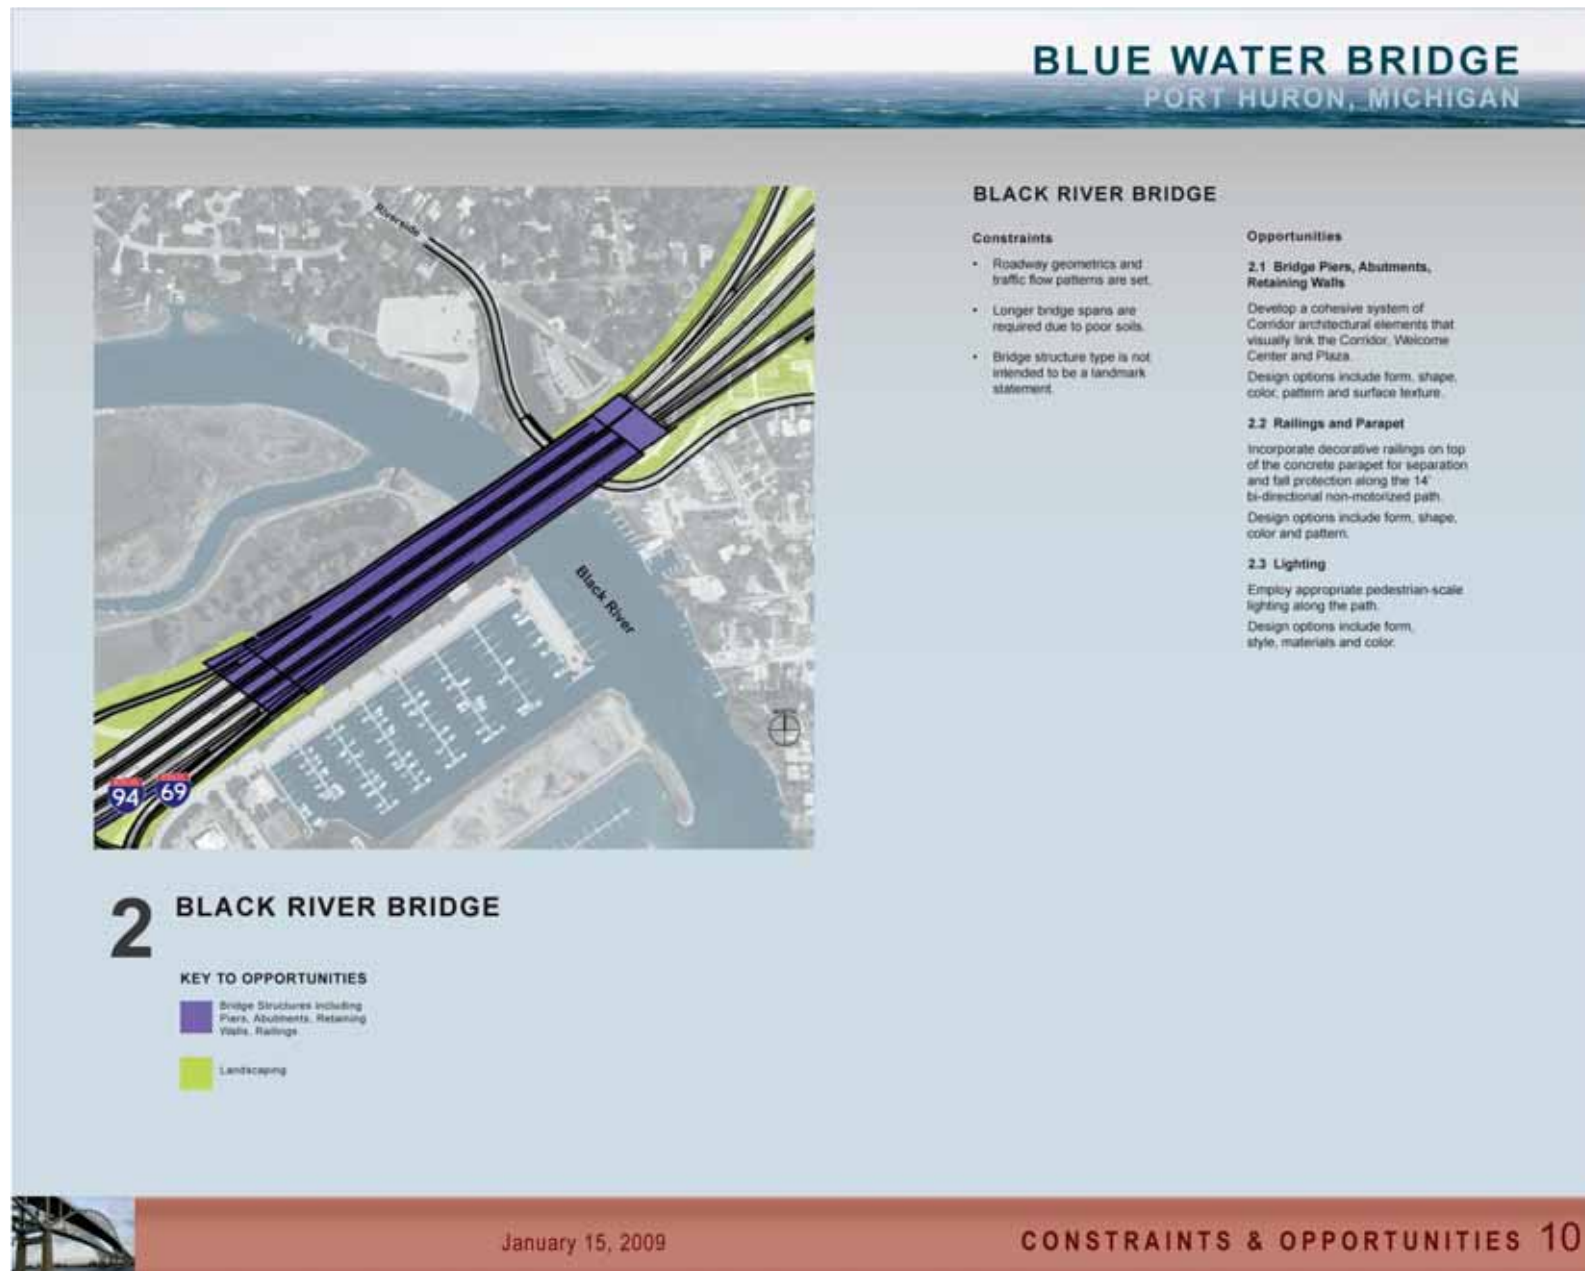 BLUE WATER BRIDGE
PORT HURON, MICHIGAN
Riverside
Black River
94 69
BLACK RIVER BRIDGE
Constraints
• Roadway geometrics and
traffic flow patterns are set.
• Longer bridge spans are
required due to poor soils.
• Bridge structure type is not
intended to be a landmark
statement.
Opportunities
2.1 Bridge Piers, Abutments,
Retaining Walls
Develop a cohesive system of
Corridor architectural elements that
visually link the Corridor, Welcome
Center and Plaza.
Design options include form, shape,
color, pattern and surface texture.
2.2 Railings and Parapet
Incorporate decorative railings on top
of the concrete parapet for separation
and fall protection along the 14'
bi-directional non-motorized path.
Design options include form, shape,
color and pattern.
2.3 Lighting
Employ appropriate pedestrian-scale
lighting along the path.
Design options include form,
style, materials and color.
2 BLACK RIVER BRIDGE
KEY TO OPPORTUNITIES
Bridge Structures including
Piers, Abutments, Retaining
Walls, Railings
Landscaping
January 15, 2009
CONSTRAINTS & OPPORTUNITIES 10